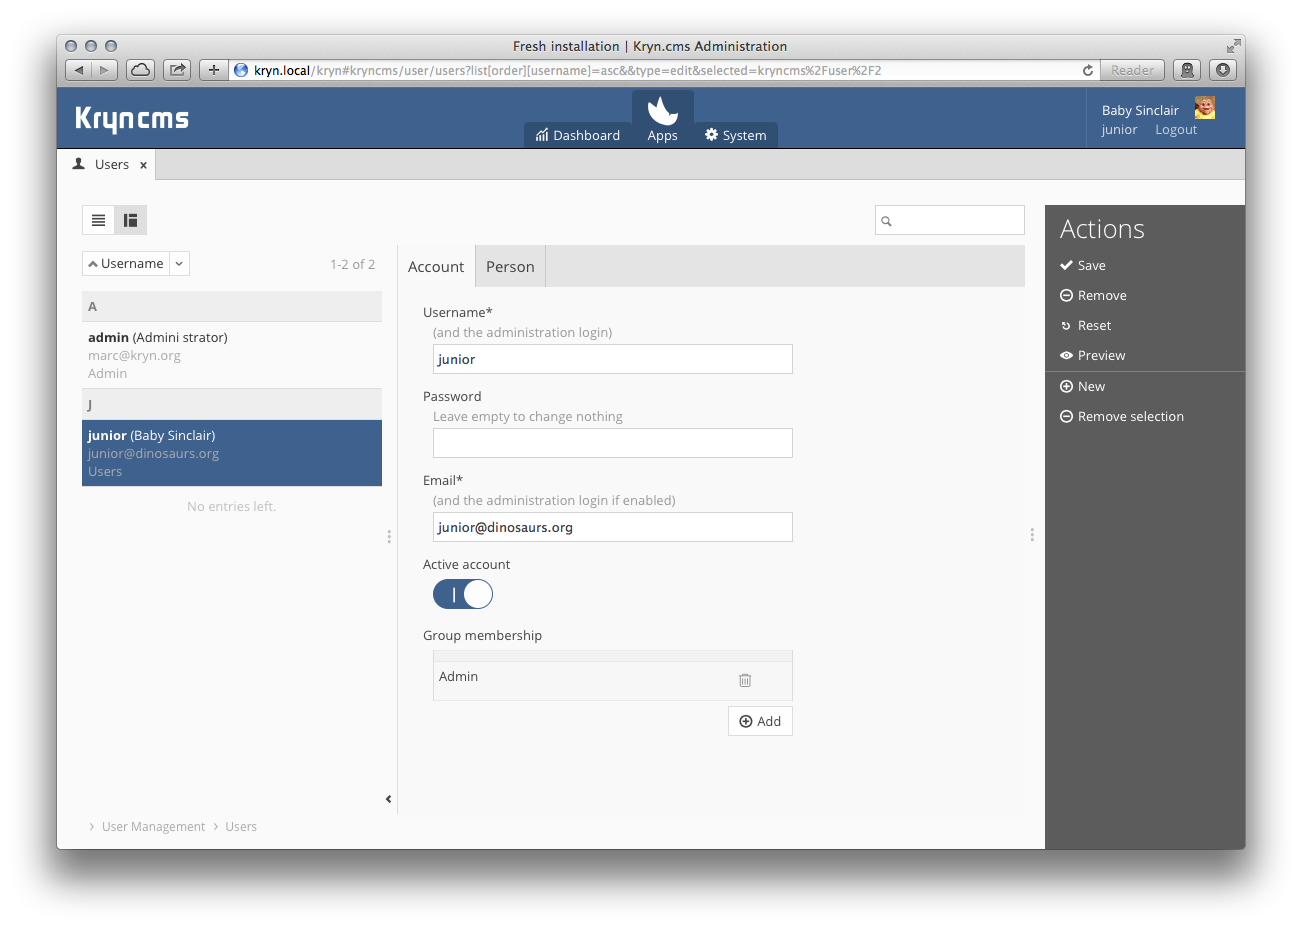 Fresh installation | Kryn.cms Administration
kryn.local/kryn#kryncms/user/users?list[order][username]=asc&&type=edit&selected=kryncms%2Fuser%2F2
Reader
Kryncms
Dashboard
Apps
System
Baby Sinclair
junior Logout
Users x
Username
1-2 of 2
A
admin (Admini strator)
marc@kryn.org
Admin
J
junior (Baby Sinclair)
junior@dinosaurs.org
Users
No entries left.
Account Person
Username*
(and the administration login)
junior
Password
Leave empty to change nothing
Email*
(and the administration login if enabled)
junior@dinosaurs.org
Active account
Group membership
Admin
Add
Actions
Save
Remove
Reset
Preview
New
Remove selection
› User Management › Users